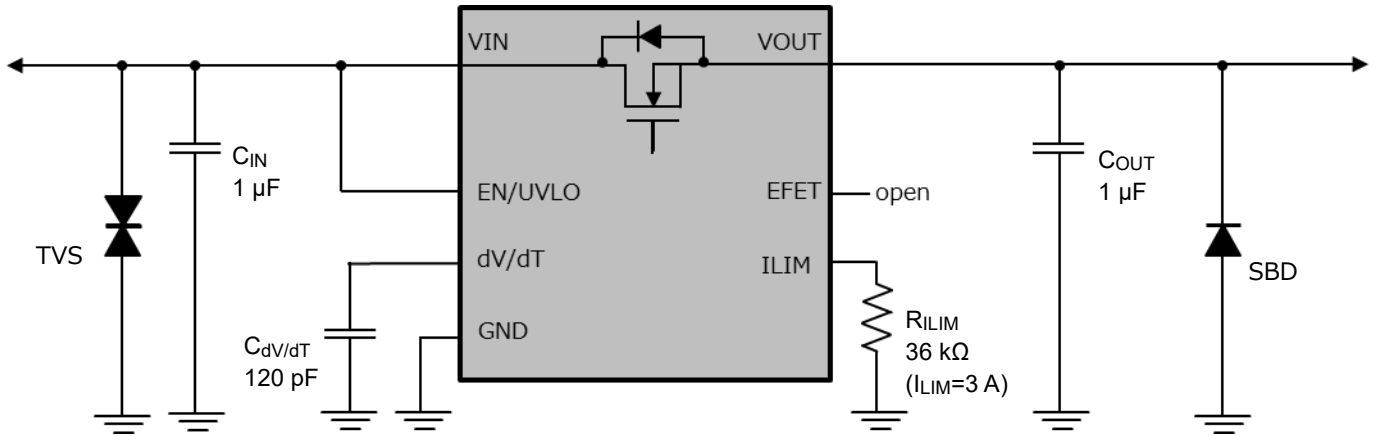 VIN
VOUT
CIN
1 µF
EN/UVLO
EFET
open
COUT
1 µF
TVS
dV/dT
ILIM
SBD
GND
CdV/dT
120 pF
RILIM
36 kΩ
(ILIM=3 A)